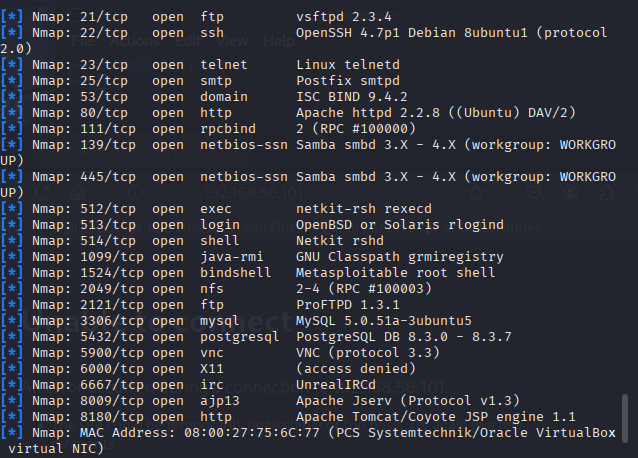 [*] Nmap: 21/tcp   open  ftp         vsftpd 2.3.4
[*] Nmap: 22/tcp   open  ssh         OpenSSH 4.7p1 Debian 8ubuntu1 (protocol
2.0)
[*] Nmap: 23/tcp   open  telnet      Linux telnetd
[*] Nmap: 25/tcp   open  smtp        Postfix smtpd
[*] Nmap: 53/tcp   open  domain      ISC BIND 9.4.2
[*] Nmap: 80/tcp   open  http        Apache httpd 2.2.8 ((Ubuntu) DAV/2)
[*] Nmap: 111/tcp  open  rpcbind     2 (RPC #100000)
[*] Nmap: 139/tcp  open  netbios-ssn Samba smbd 3.X - 4.X (workgroup: WORKGRO
UP)
[*] Nmap: 445/tcp  open  netbios-ssn Samba smbd 3.X - 4.X (workgroup: WORKGRO
UP)
[*] Nmap: 512/tcp  open  exec        netkit-rsh rexecd
[*] Nmap: 513/tcp  open  login       OpenBSD or Solaris rlogind
[*] Nmap: 514/tcp  open  shell       Netkit rshd
[*] Nmap: 1099/tcp open  java-rmi    GNU Classpath grmiregistry
[*] Nmap: 1524/tcp open  bindshell   Metasploitable root shell
[*] Nmap: 2049/tcp open  nfs         2-4 (RPC #100003)
[*] Nmap: 2121/tcp open  ftp         ProFTPD 1.3.1
[*] Nmap: 3306/tcp open  mysql       MySQL 5.0.51a-3ubuntu5
[*] Nmap: 5432/tcp open  postgresql  PostgreSQL DB 8.3.0 - 8.3.7
[*] Nmap: 5900/tcp open  vnc         VNC (protocol 3.3)
[*] Nmap: 6000/tcp open  X11         (access denied)
[*] Nmap: 6667/tcp open  irc         UnrealIRCd
[*] Nmap: 8009/tcp open  ajp13       Apache Jserv (Protocol v1.3)
[*] Nmap: 8180/tcp open  http        Apache Tomcat/Coyote JSP engine 1.1
[*] Nmap: MAC Address: 08:00:27:75:6C:77 (PCS Systemtechnik/Oracle VirtualBox
 virtual NIC)